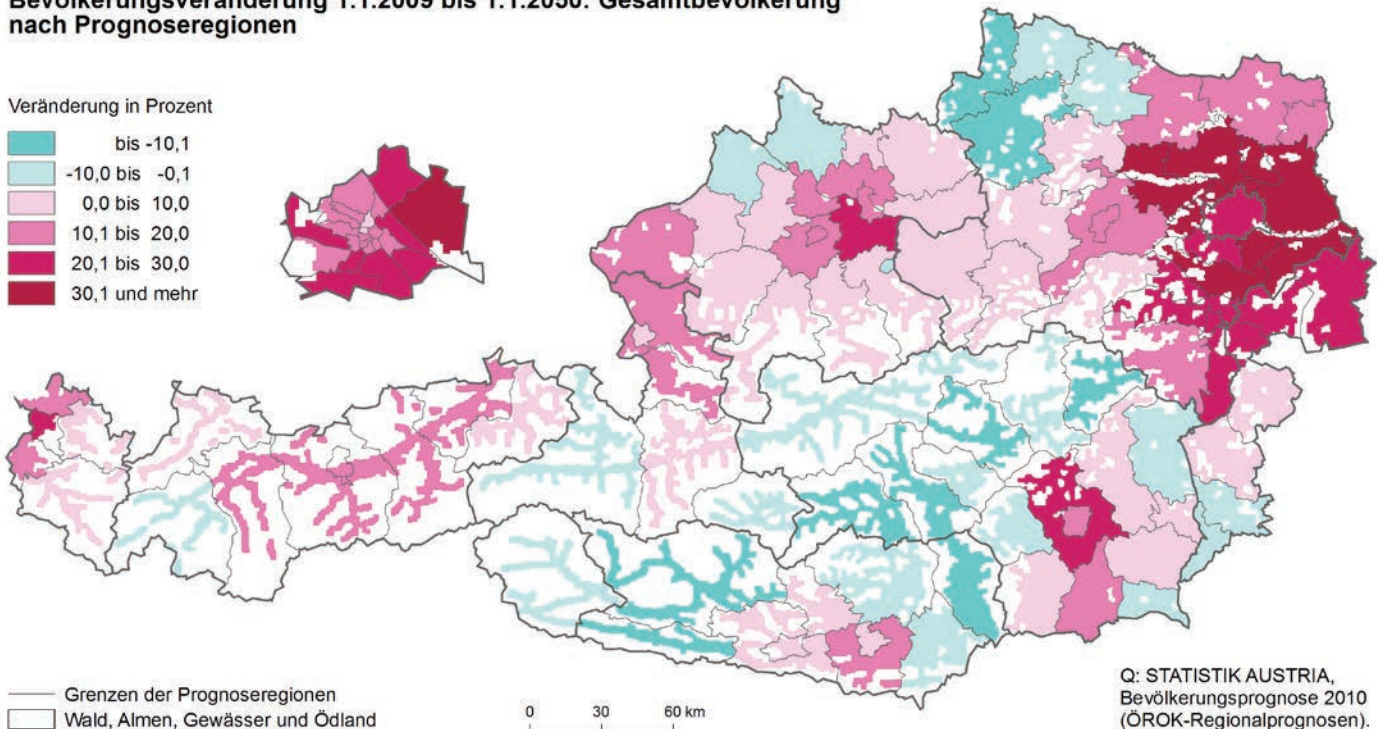 Bevölkerungsveränderung 1.1.2009 bis 1.1.2050: Gesamtbevölkerung
nach Prognoseregionen
Veränderung in Prozent
bis -10,1
-10,0 bis -0,1
0,0 bis 10,0
10,1 bis 20,0
20,1 bis 30,0
30,1 und mehr
Grenzen der Prognoseregionen
Wald, Almen, Gewässer und Ödland
0 30 60 km
Q: STATISTIK AUSTRIA,
Bevölkerungsprognose 2010
(ÖROK-Regionalprognosen).